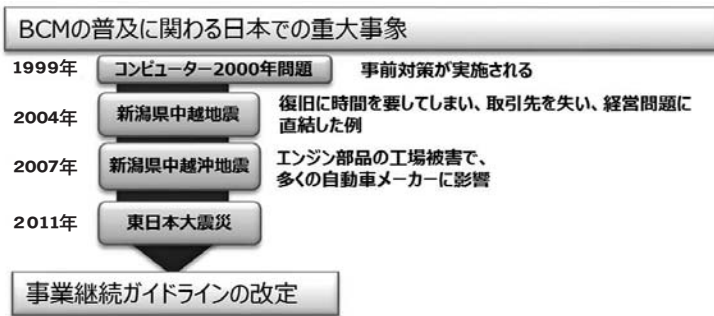 BCMの普及に関わる日本での重大事象
1999年 コンピューター2000年問題 事前対策が実施される
2004年 新潟県中越地震 復旧に時間を要してしまい、取引先を失い、経営問題に
直結した例
2007年 新潟県中越沖地震 エンジン部品の工場被害で、
多くの自動車メーカーに影響
2011年 東日本大震災
事業継続ガイドラインの改定